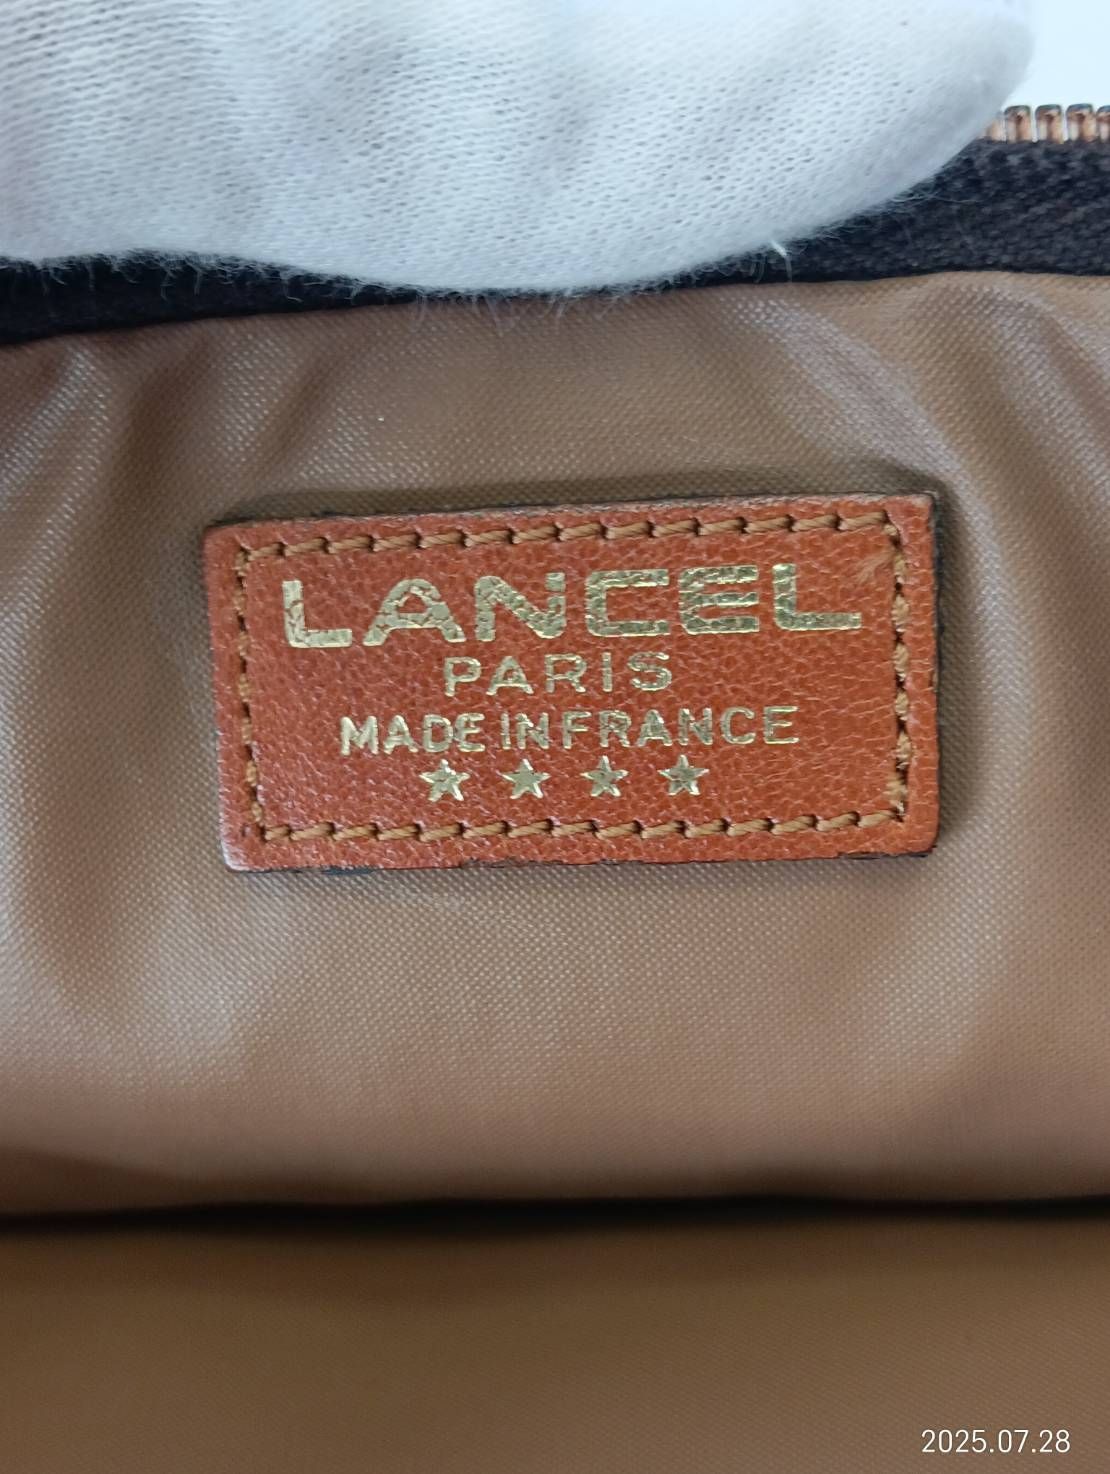 LANCEL
PARIS
MADE IN FRANCE
★ ★ ★ ★
2025.07.28